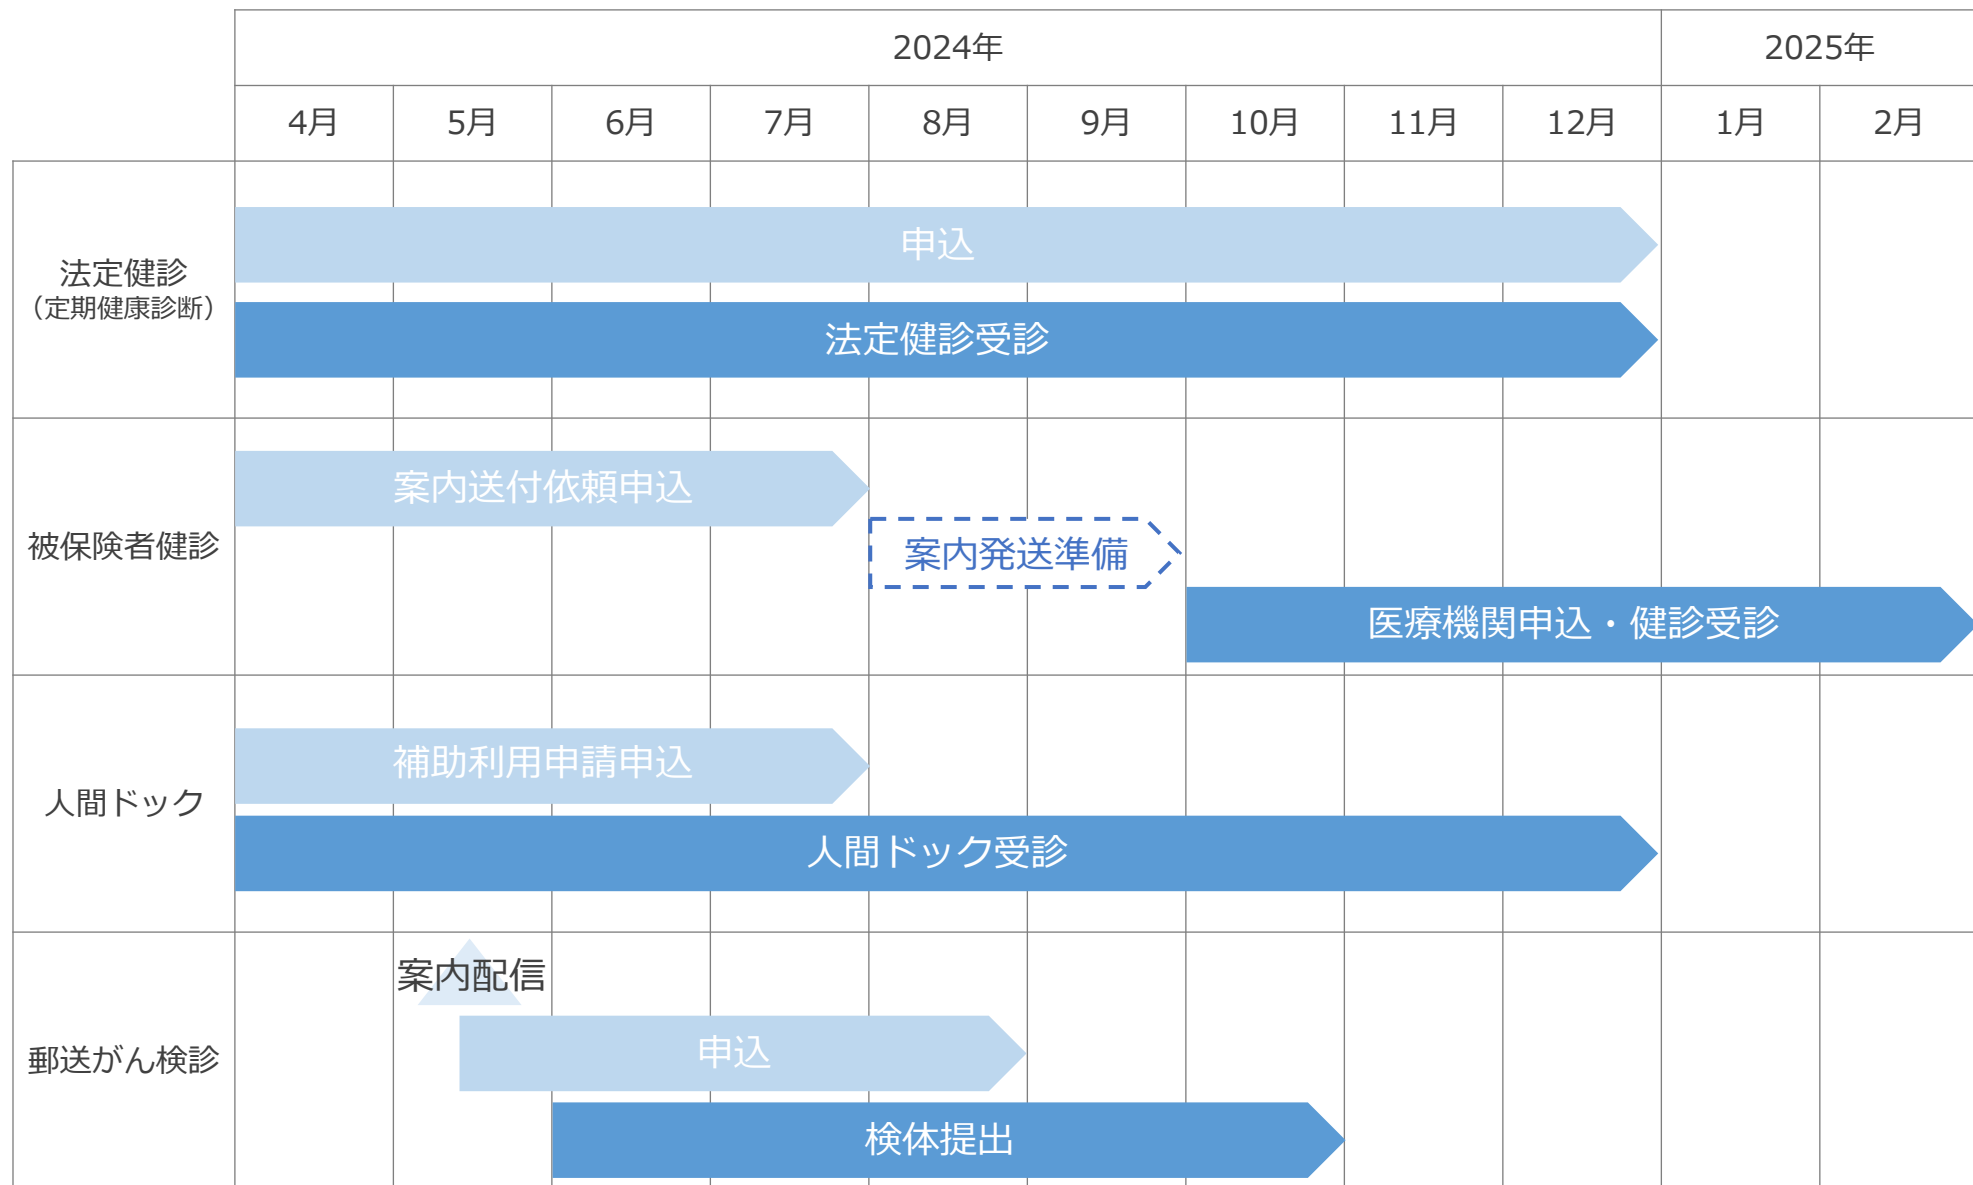 2024年
2025年
4月
5月
6月
7月
8月
9月
10月
11月
12月
1月
2月
法定健診
（定期健康診断）
申込
法定健診受診
被保険者健診
案内送付依頼申込
案内発送準備
医療機関申込・健診受診
人間ドック
補助利用申請申込
人間ドック受診
郵送がん検診
案内配信
申込
検体提出